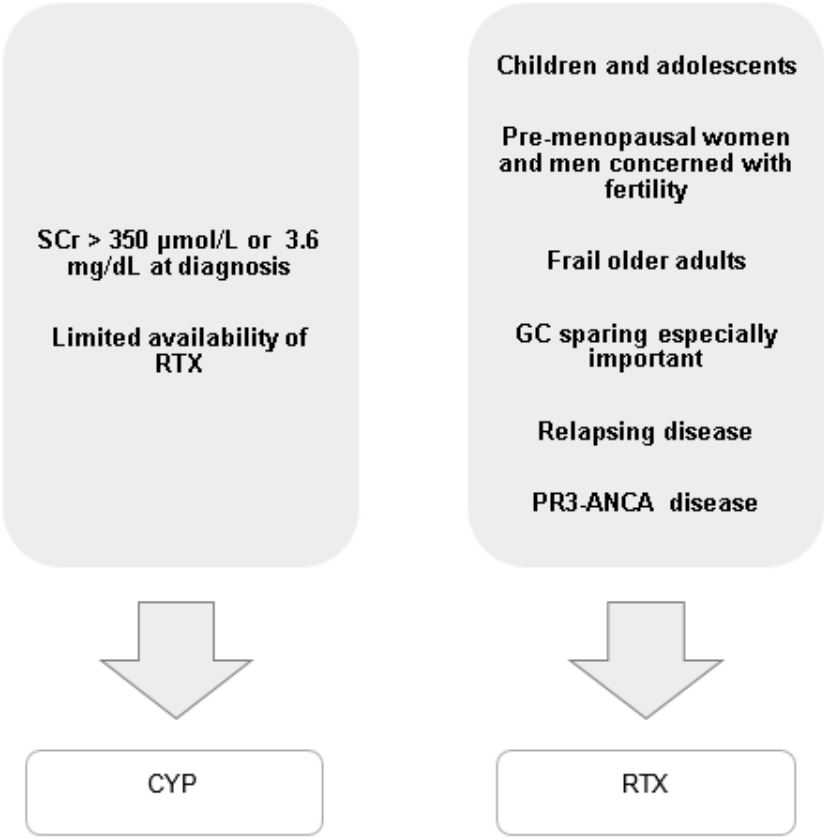 SCr > 350 µmol/L or 3.6
mg/dL at diagnosis
Limited availability of
RTX
CYP
Children and adolescents
Pre-menopausal women
and men concerned with
fertility
Frail older adults
GC sparing especially
important
Relapsing disease
PR3-ANCA disease
RTX